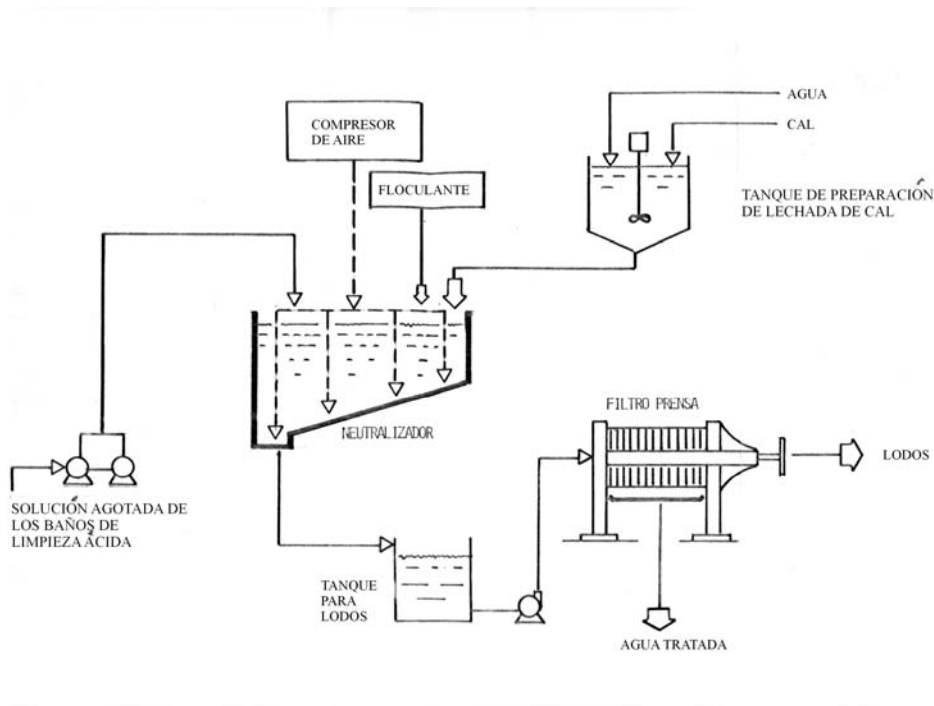 AGUA
CAL
COMPRESOR
DE AIRE
FLOCULANTE
TANQUE DE PREPARACIÓN
DE LECHADA DE CAL
NEUTRALIZADOR
FILTRO PRENSA
LODOS
SOLUCIÓN AGOTADA DE
LOS BAÑOS DE
LIMPIEZA ÁCIDA
TANQUE
PARA
LODOS
AGUA TRATADA